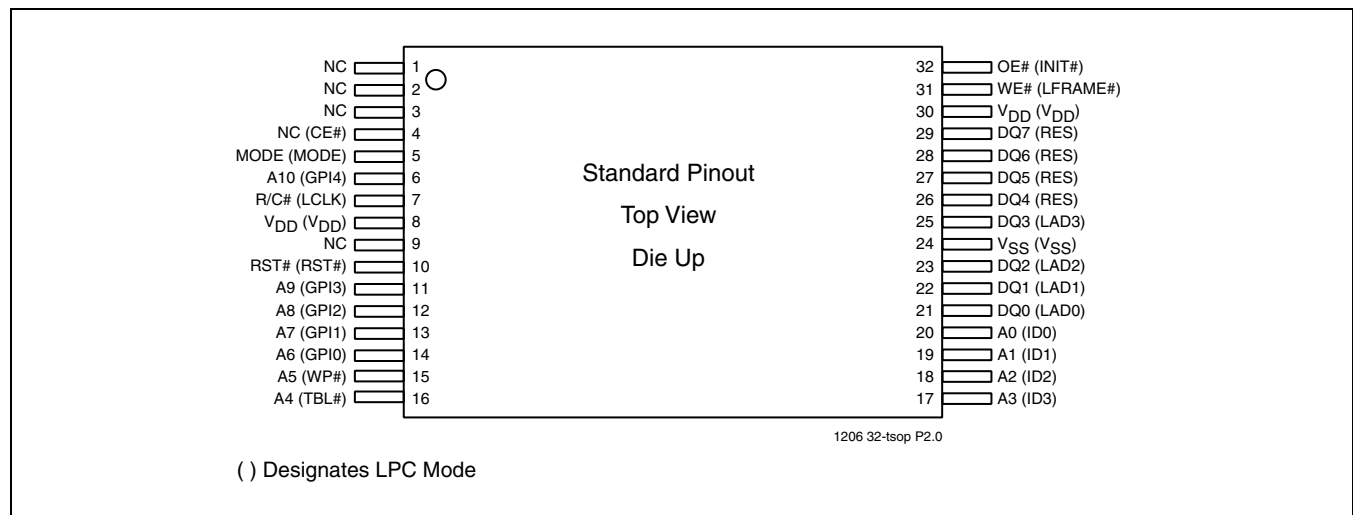 NC 1
NC 2
NC 3
NC (CE#) 4
MODE (MODE) 5
A10 (GPI4) 6
R/C# (LCLK) 7
VDD (VDD) 8
NC 9
RST# (RST#) 10
A9 (GPI3) 11
A8 (GPI2) 12
A7 (GPI1) 13
A6 (GPI0) 14
A5 (WP#) 15
A4 (TBL#) 16
Standard Pinout
Top View
Die Up
32 OE# (INIT#)
31 WE# (LFRAME#)
30 VDD (VDD)
29 DQ7 (RES)
28 DQ6 (RES)
27 DQ5 (RES)
26 DQ4 (RES)
25 DQ3 (LAD3)
24 VSS (VSS)
23 DQ2 (LAD2)
22 DQ1 (LAD1)
21 DQ0 (LAD0)
20 A0 (ID0)
19 A1 (ID1)
18 A2 (ID2)
17 A3 (ID3)
1206 32-tsop P2.0
( ) Designates LPC Mode